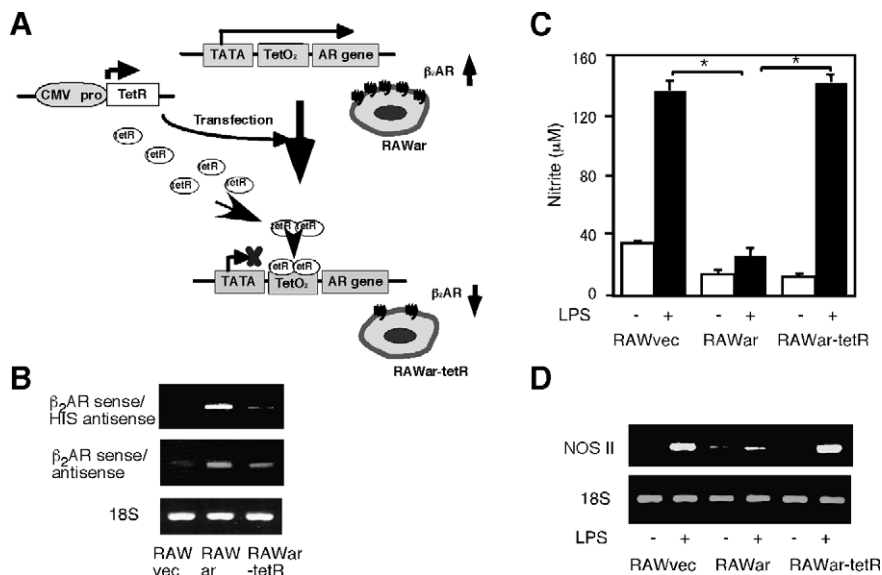 A
TATA TetO₂ AR gene
β₂AR
CMV pro TetR
Transfection
RAWar
tetR
tetR
tetR
tetR
tetR
tetR tetR
etR etR
TATA TetO₂ AR gene
β₂AR
RAWar-tetR
B
β₂AR sense/
HIS antisense
β₂AR sense/
antisense
18S
RAW RAW RAWar
vec ar -tetR
C
160
120
80
40
0
Nitrite (μM)
* *
LPS - + - + - +
RAWvec RAWar RAWar-tetR
D
NOS II
18S
LPS - + - + - +
RAWvec RAWar RAWar-tetR